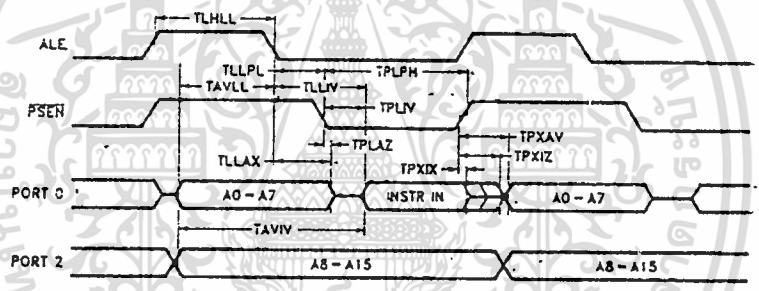 TLHLL
ALE
TLLPL
TPLPH
TAVLL
TLLIV
PSEN
TPLIV
TPLAZ
TPXAV
TLLAX
TPXIZ
TPXIX
PORT 0
A0-A7
INSTR IN
A0-A7
TAVIV
PORT 2
A8-A15
A8-A15